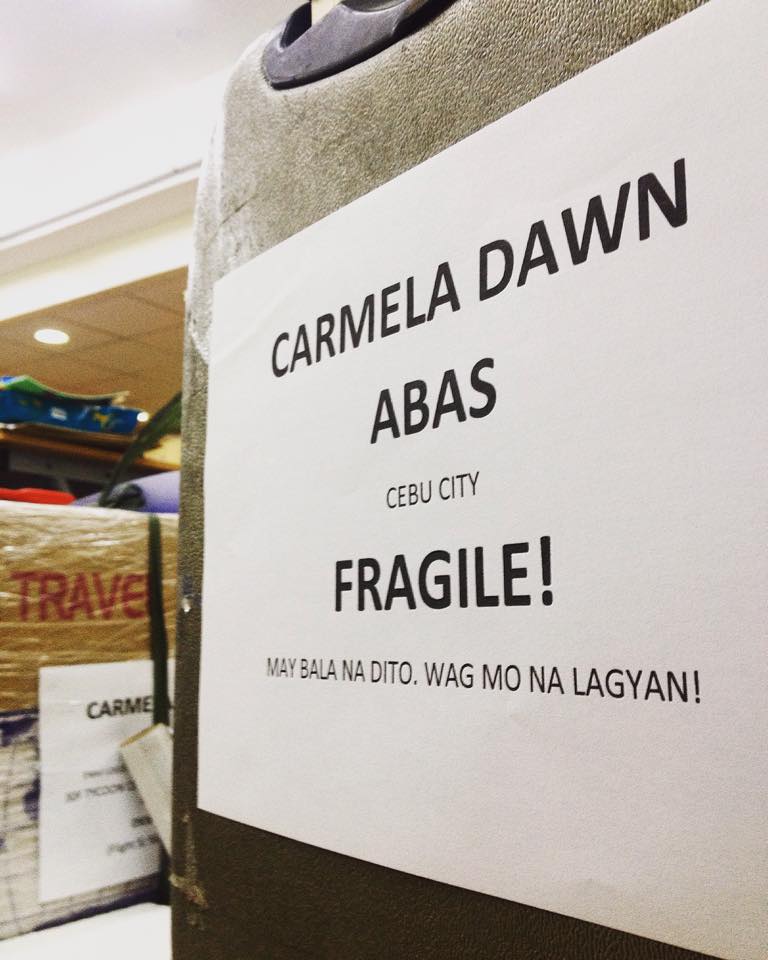 CARMELA DAWN
ABAS
CEBU CITY
FRAGILE!
MAY BALA NA DITO. WAG MO NA LAGYAN!
TRAVE
CARME